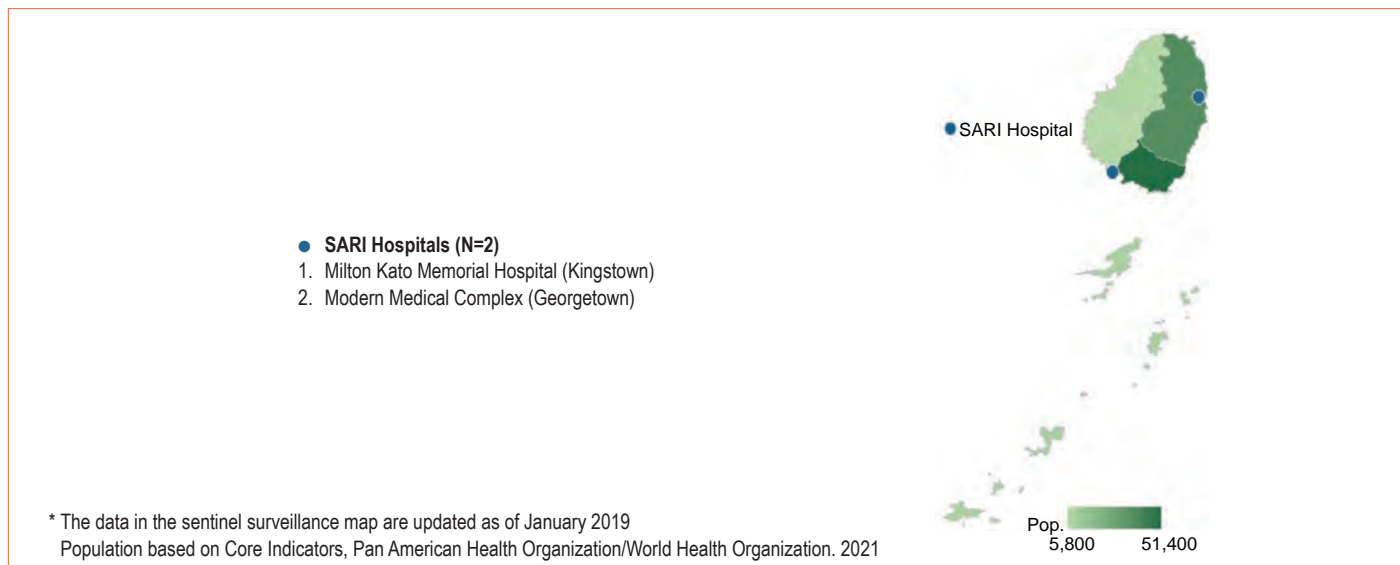 SARI Hospital
● SARI Hospitals (N=2)
1. Milton Kato Memorial Hospital (Kingstown)
2. Modern Medical Complex (Georgetown)
* The data in the sentinel surveillance map are updated as of January 2019
Population based on Core Indicators, Pan American Health Organization/World Health Organization. 2021
Pop.
5,800 51,400